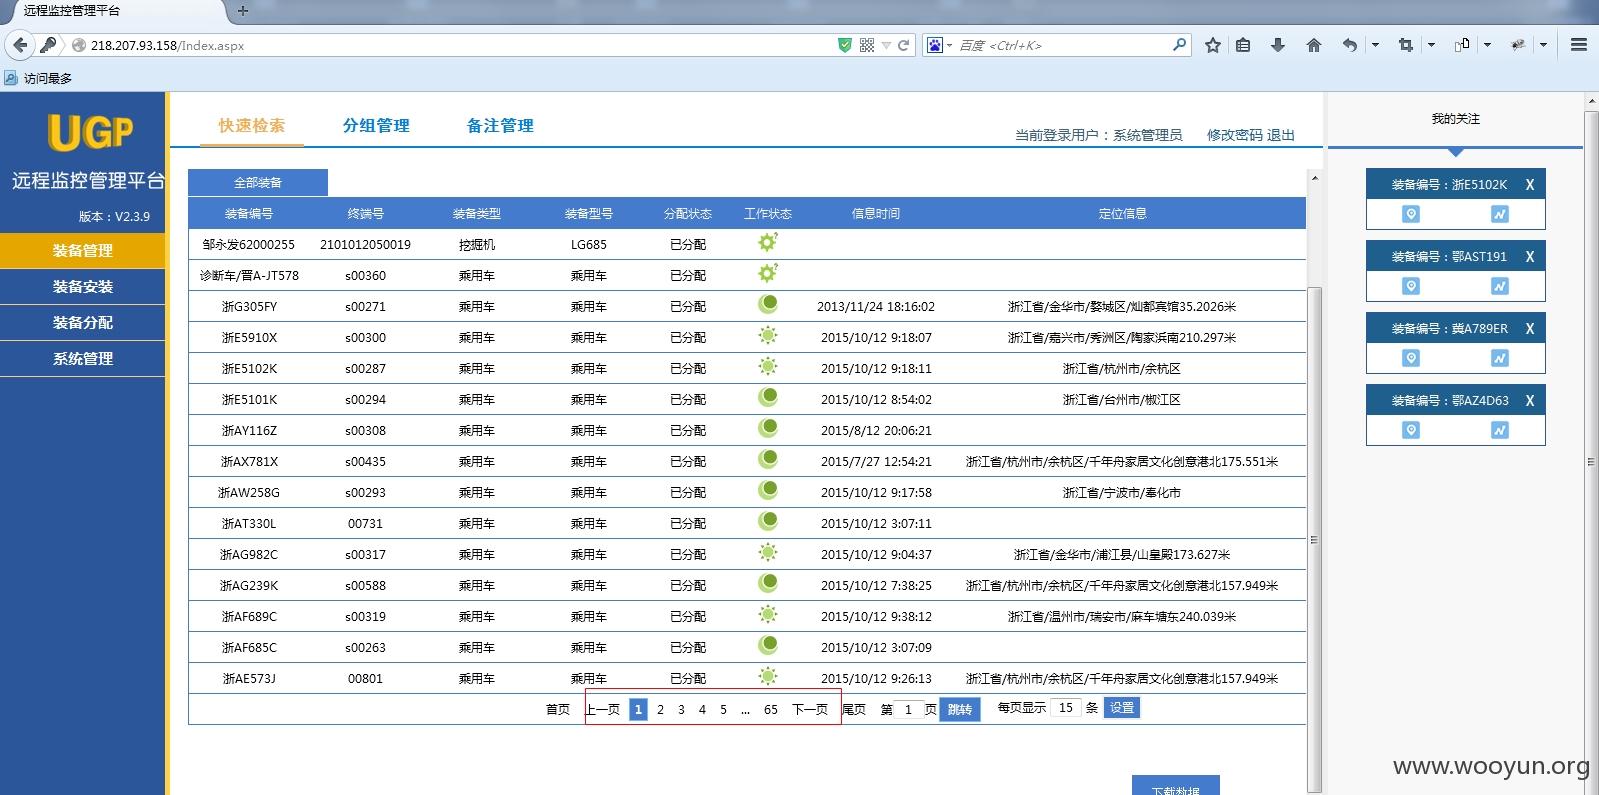 远程监控管理平台
218.207.93.158/Index.aspx
百度 <Ctrl+K>
访问最多
UGP
远程监控管理平台
版本：V2.3.9
装备管理
装备安装
装备分配
系统管理
快速检索 分组管理 备注管理
当前登录用户：系统管理员 修改密码 退出
全部装备
装备编号 终端号 装备类型 装备型号 分配状态 工作状态 信息时间 定位信息
邹永发62000255 2101012050019 挖掘机 LG685 已分配
诊断车/晋A-JT578 s00360 乘用车 乘用车 已分配
浙G305FY s00271 乘用车 乘用车 已分配 2013/11/24 18:16:02 浙江省/金华市/婺城区/灿都宾馆35.2026米
浙E5910X s00300 乘用车 乘用车 已分配 2015/10/12 9:18:07 浙江省/嘉兴市/秀洲区/陶家浜南210.297米
浙E5102K s00287 乘用车 乘用车 已分配 2015/10/12 9:18:11 浙江省/杭州市/余杭区
浙E5101K s00294 乘用车 乘用车 已分配 2015/10/12 8:54:02 浙江省/台州市/椒江区
浙AY116Z s00308 乘用车 乘用车 已分配 2015/8/12 20:06:21
浙AX781X s00435 乘用车 乘用车 已分配 2015/7/27 12:54:21 浙江省/杭州市/余杭区/千年舟家居文化创意港北175.551米
浙AW258G s00293 乘用车 乘用车 已分配 2015/10/12 9:17:58 浙江省/宁波市/奉化市
浙AT330L 00731 乘用车 乘用车 已分配 2015/10/12 3:07:11
浙AG982C s00317 乘用车 乘用车 已分配 2015/10/12 9:04:37 浙江省/金华市/浦江县/山皇殿173.627米
浙AG239K s00588 乘用车 乘用车 已分配 2015/10/12 7:38:25 浙江省/杭州市/余杭区/千年舟家居文化创意港北157.949米
浙AF689C s00319 乘用车 乘用车 已分配 2015/10/12 9:38:12 浙江省/温州市/瑞安市/麻车塘东240.039米
浙AF685C s00263 乘用车 乘用车 已分配 2015/10/12 3:07:09
浙AE573J 00801 乘用车 乘用车 已分配 2015/10/12 9:26:13 浙江省/杭州市/余杭区/千年舟家居文化创意港北157.949米
首页 上一页 1 2 3 4 5 ... 65 下一页 尾页 第 1 页 跳转 每页显示 15 条 设置
下载数据
我的关注
装备编号：浙E5102K X
装备编号：鄂AST191 X
装备编号：冀A789ER X
装备编号：鄂AZ4D63 X
www.wooyun.org